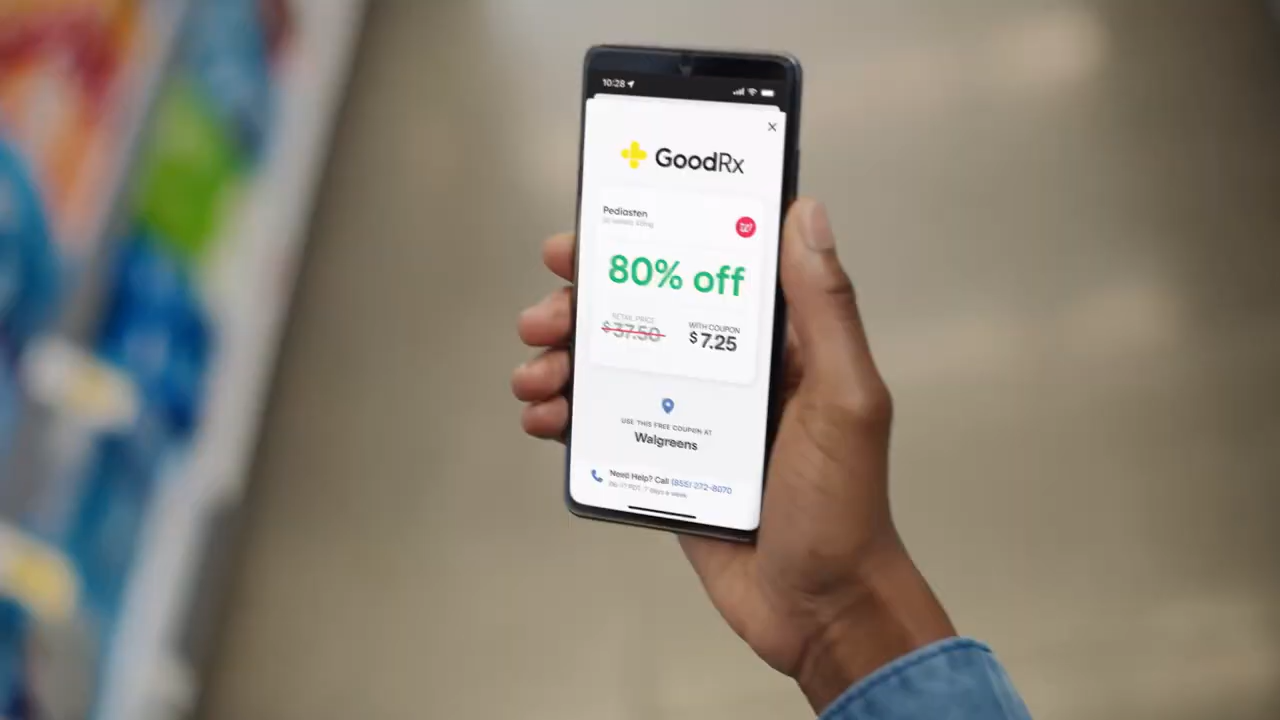 10:28
GoodRx
Pediasten
80% off
RETAIL PRICE
$37.50
WITH COUPON
$7.25
USE THIS FREE COUPON AT
Walgreens
Need Help? Call (855) 272-8070